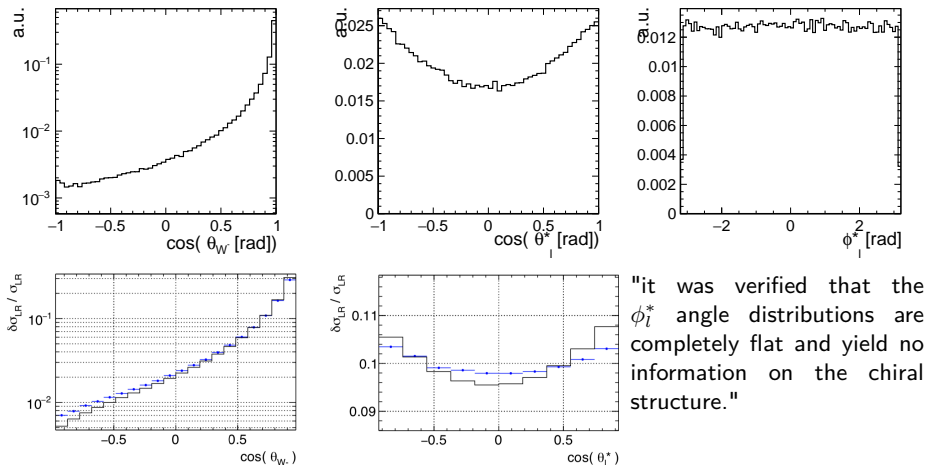 a.u.
10⁻¹
10⁻²
10⁻³
−1 −0.5 0 0.5 1
cos( θ_W⁻ [rad])
a.u.
0.025
0.02
0.015
0.01
0.005
0
−1 −0.5 0 0.5 1
cos( θ*_l [rad])
a.u.
0.012
0.01
0.008
0.006
0.004
0.002
0
−2 0 2
ϕ*_l [rad]
δσ_LR / σ_LR
10⁻¹
10⁻²
−0.5 0 0.5
cos( θ_W⁻)
δσ_LR / σ_LR
0.11
0.1
0.09
−0.5 0 0.5
cos( θ_l*)
"it was verified that the
ϕ_l* angle distributions are
completely flat and yield no
information on the chiral
structure."